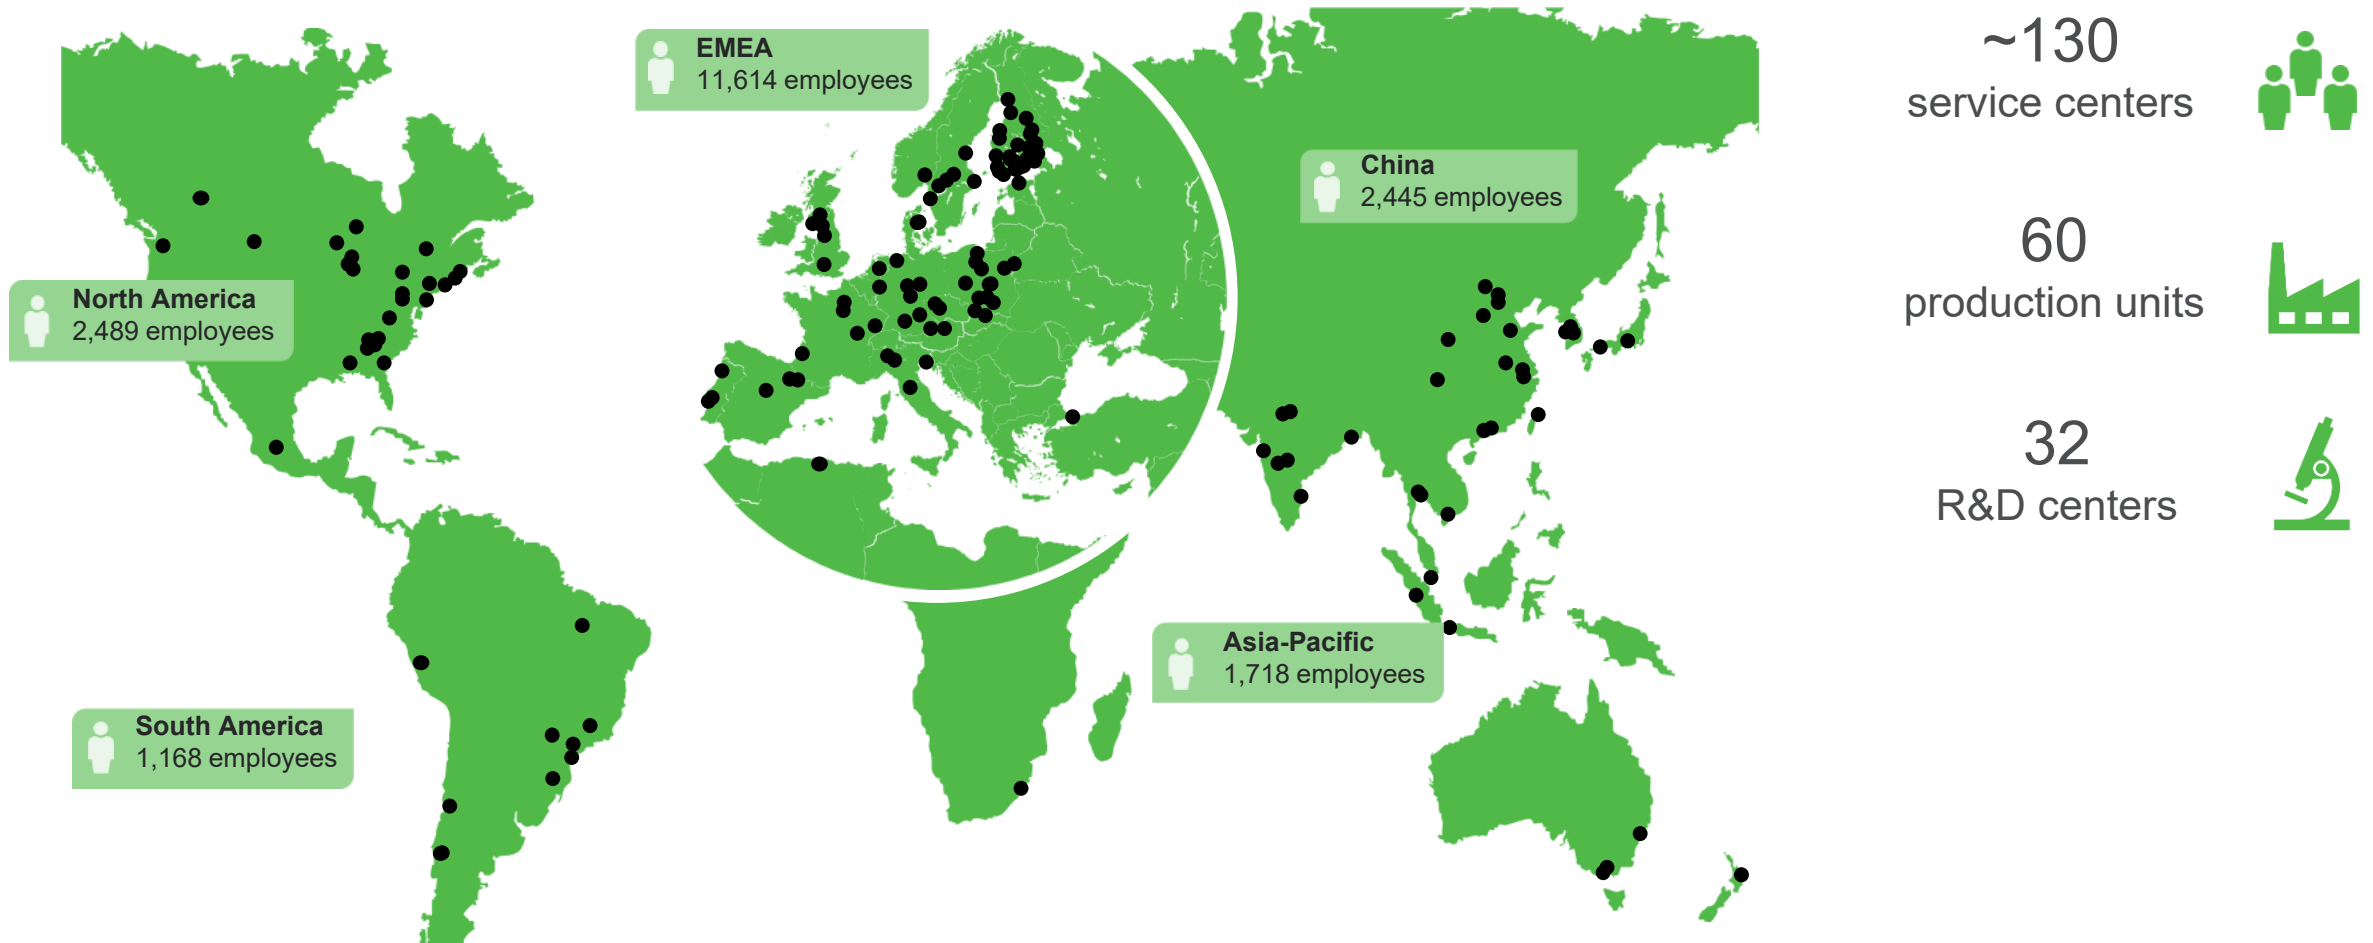 EMEA
11,614 employees
China
2,445 employees
North America
2,489 employees
Asia-Pacific
1,718 employees
South America
1,168 employees
~130
service centers
60
production units
32
R&D centers